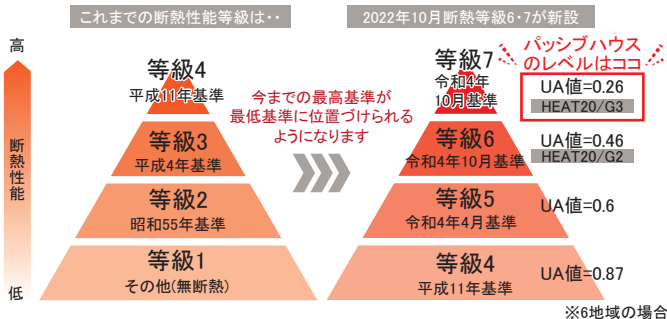 これまでの断熱性能等級は‥
2022年10月断熱等級6・7が新設
高
断熱性能
低
等級4
平成11年基準
等級3
平成4年基準
等級2
昭和55年基準
等級1
その他(無断熱)
今までの最高基準が
最低基準に位置づけられる
ようになります
等級7
令和4年
10月基準
等級6
令和4年10月基準
等級5
令和4年4月基準
等級4
平成11年基準
パッシブハウス
のレベルはココ
UA値=0.26
HEAT20/G3
UA値=0.46
HEAT20/G2
UA値=0.6
UA値=0.87
※6地域の場合